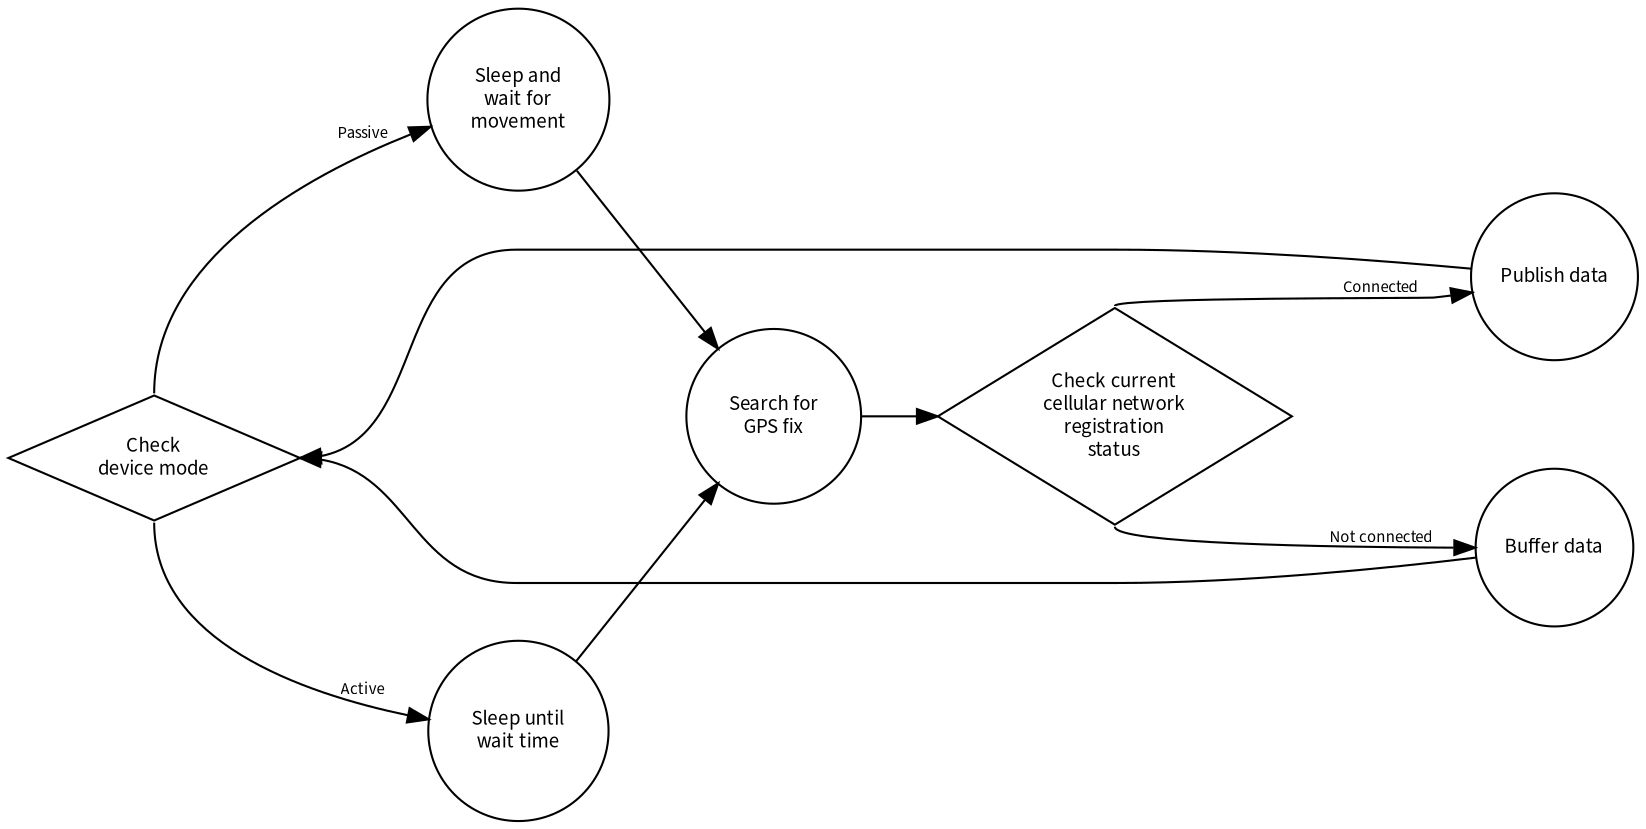 Sleep and
wait for
movement
Passive
Publish data
Connected
Check current
cellular network
registration
status
Search for
GPS fix
Check
device mode
Not connected
Buffer data
Active
Sleep until
wait time